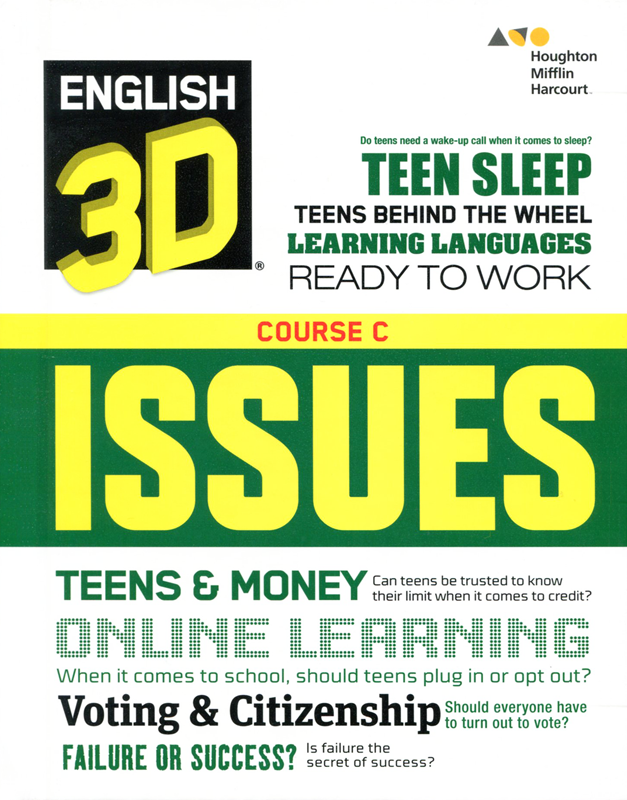 Houghton
Mifflin
Harcourt
ENGLISH
3D®
Do teens need a wake-up call when it comes to sleep?
TEEN SLEEP
TEENS BEHIND THE WHEEL
LEARNING LANGUAGES
READY TO WORK
COURSE C
ISSUES
TEENS & MONEY
Can teens be trusted to know
their limit when it comes to credit?
ONLINE LEARNING
When it comes to school, should teens plug in or opt out?
Voting & Citizenship
Should everyone have
to turn out to vote?
FAILURE OR SUCCESS?
Is failure the
secret of success?